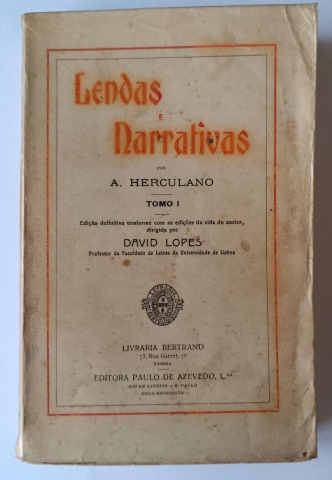 Lendas
E
Narrativas
POR
A. HERCULANO
TOMO I
Edição definitiva conforme com as edições da vida do auctor,
dirigida por
DAVID LOPES
Professor da Faculdade de Letras da Universidade de Lisboa
LIVRARIA
LIVRARIA BERTRAND
73, Rua Garret, 75
LISBOA
EDITORA PAULO DE AZEVEDO, L.da
RIO DE JANEIRO — S. PAULO
BELO HORIZONTE